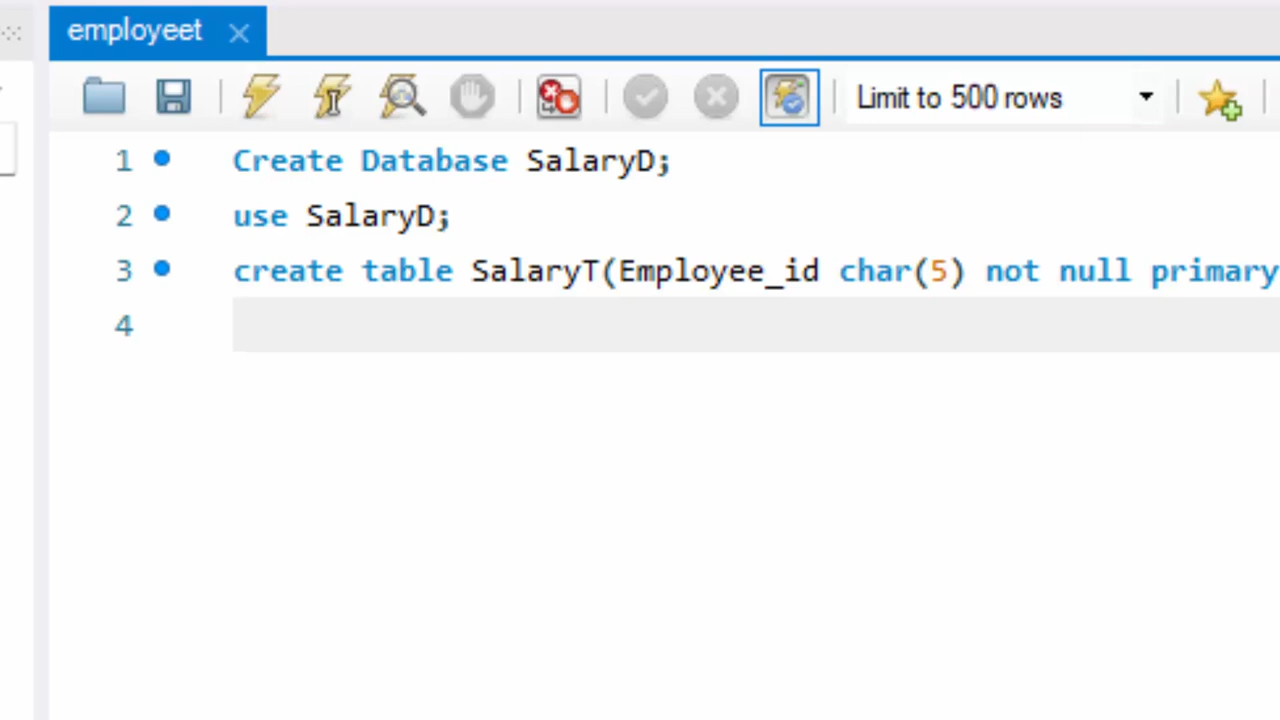 employeet
Limit to 500 rows
1 Create Database SalaryD;
2 use SalaryD;
3 create table SalaryT(Employee_id char(5) not null primary
4